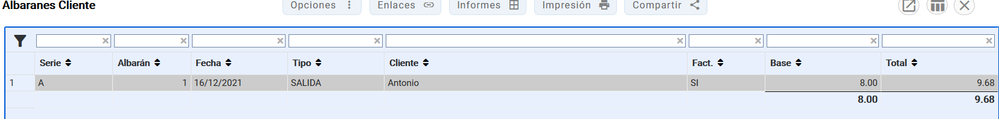 Albaranes Cliente
Opciones Enlaces Informes Impresión Compartir
Serie Albarán Fecha Tipo Cliente Fact. Base Total
1 A 1 16/12/2021 SALIDA Antonio SI 8.00 9.68
8.00 9.68